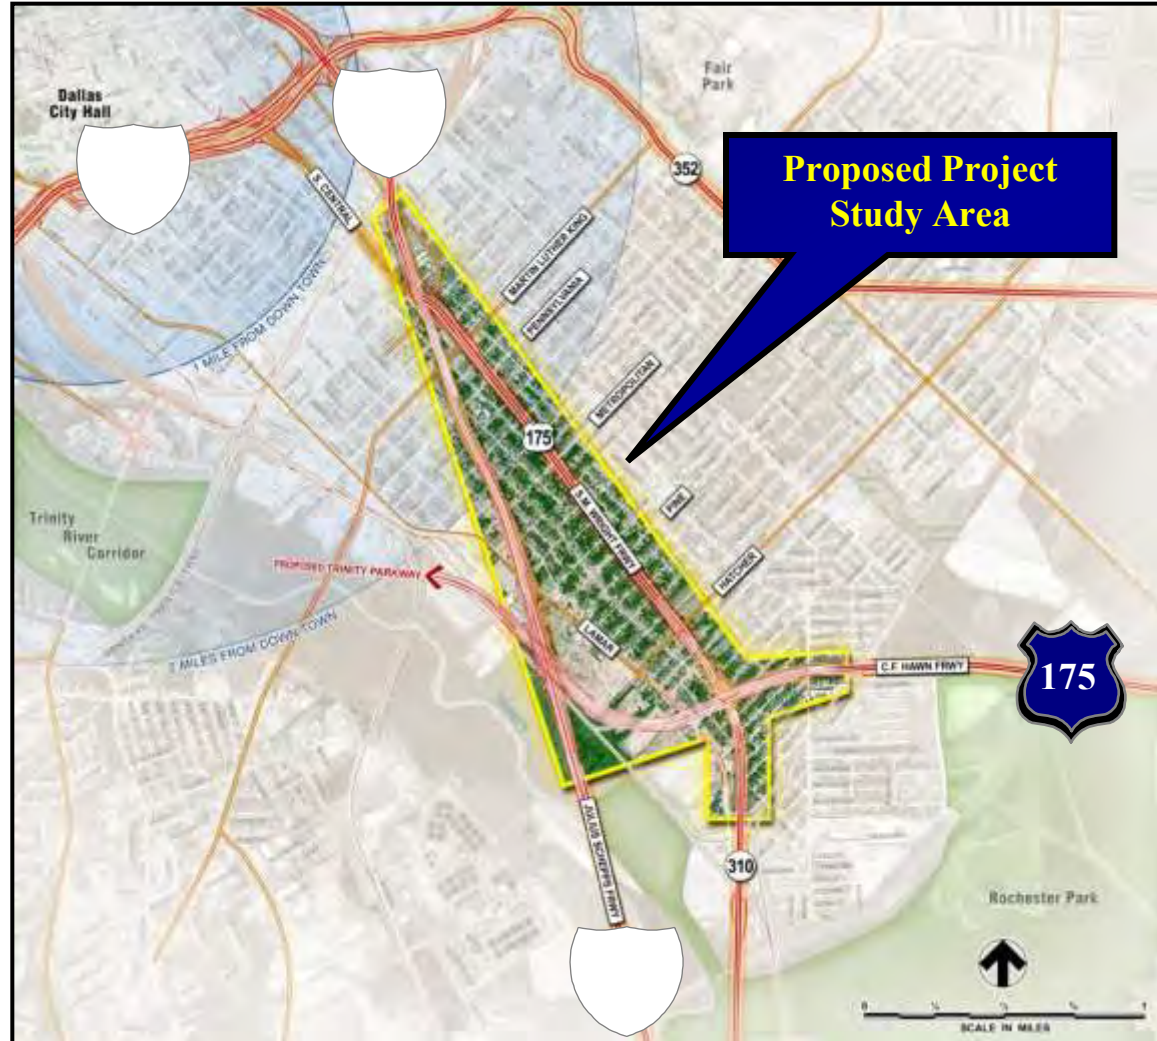 Dallas
City Hall
Fair
Park
352
Proposed Project
Study Area
S. CENTRAL
MARTIN LUTHER KING
PENNSYLVANIA
1 MILE FROM DOWN TOWN
METROPOLITAN
175
S.M. WRIGHT FRWY
PINE
HATCHER
Trinity
River
Corridor
PROPOSED TRINITY PARKWAY
2 MILES FROM DOWN TOWN
LAMAR
C.F. HAWN FRWY
175
JULIUS SCHEPPS FRWY
310
Rochester Park
0
1
SCALE IN MILES